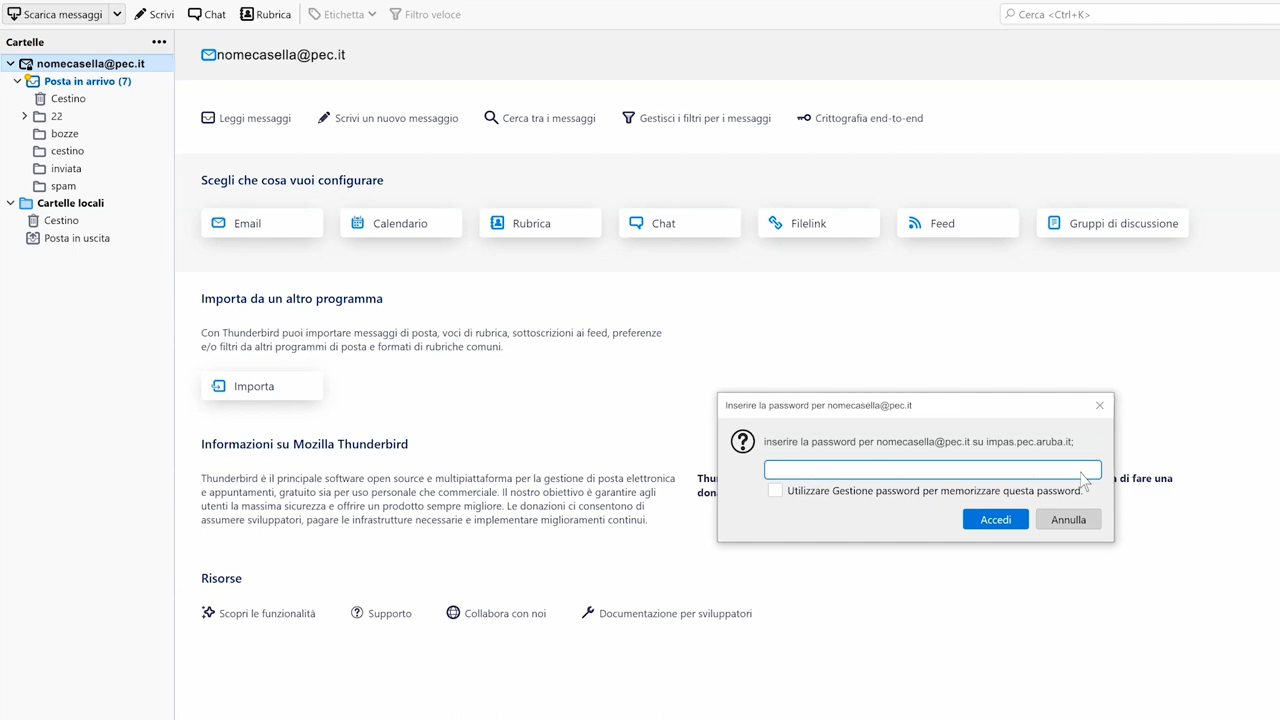 Scarica messaggi
Scrivi
Chat
Rubrica
Etichetta
Filtro veloce
Cerca <Ctrl+K>
Cartelle
nomecasella@pec.it
Posta in arrivo (7)
Cestino
22
bozze
cestino
inviata
spam
Cartelle locali
Cestino
Posta in uscita
nomecasella@pec.it
Leggi messaggi
Scrivi un nuovo messaggio
Cerca tra i messaggi
Gestisci i filtri per i messaggi
Crittografia end-to-end
Scegli che cosa vuoi configurare
Email
Calendario
Rubrica
Chat
Filelink
Feed
Gruppi di discussione
Importa da un altro programma
Con Thunderbird puoi importare messaggi di posta, voci di rubrica, sottoscrizioni ai feed, preferenze
e/o filtri da altri programmi di posta e formati di rubriche comuni.
Importa
Informazioni su Mozilla Thunderbird
Thunderbird è il principale software open source e multipiattaforma per la gestione di posta elettronica
e appuntamenti, gratuito sia per uso personale che commerciale. Il nostro obiettivo è garantire agli
utenti la massima sicurezza e offrire un prodotto sempre migliore. Le donazioni ci consentono di
assumere sviluppatori, pagare le infrastrutture necessarie e implementare miglioramenti continui.
di fare una
Inserire la password per nomecasella@pec.it
inserire la password per nomecasella@pec.it su impas.pec.aruba.it;
Utilizzare Gestione password per memorizzare questa password.
Accedi
Annulla
Risorse
Scopri le funzionalità
Supporto
Collabora con noi
Documentazione per sviluppatori